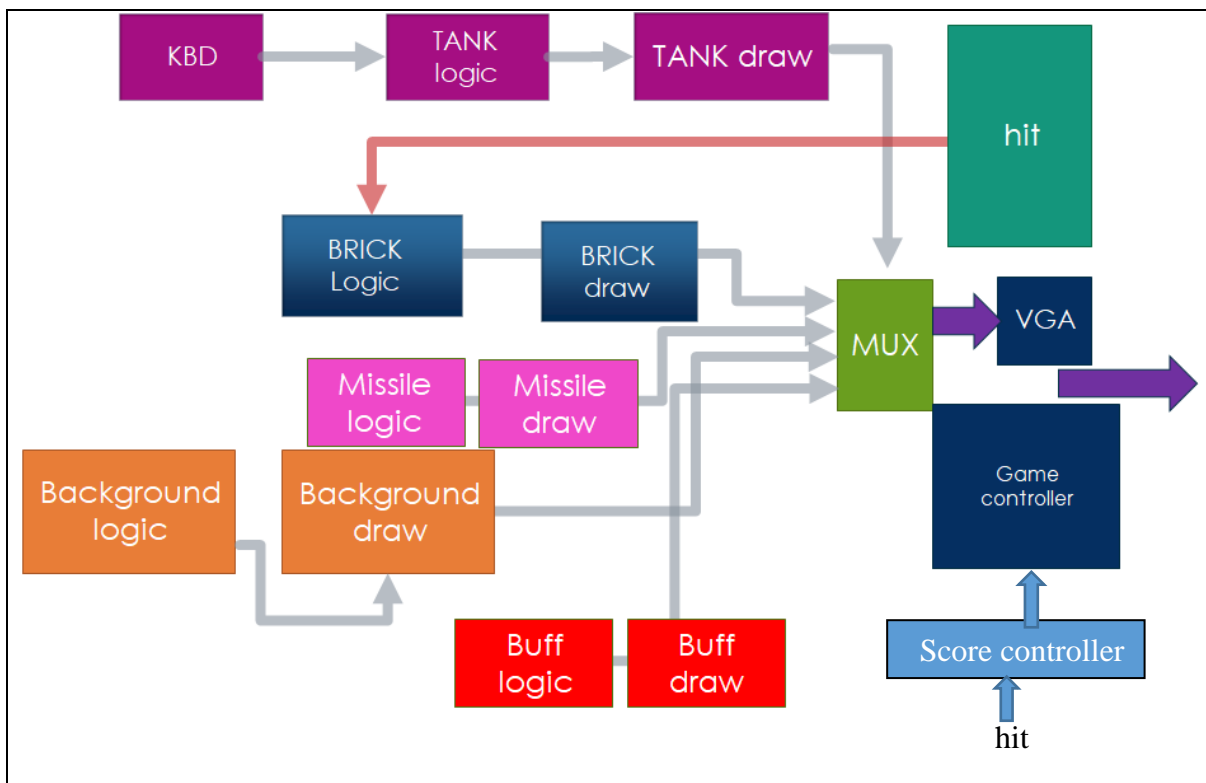 KBD
TANK
logic
TANK draw
hit
BRICK
Logic
BRICK
draw
MUX
VGA
Missile
logic
Missile
draw
Background
logic
Background
draw
Game
controller
Buff
logic
Buff
draw
Score controller
hit